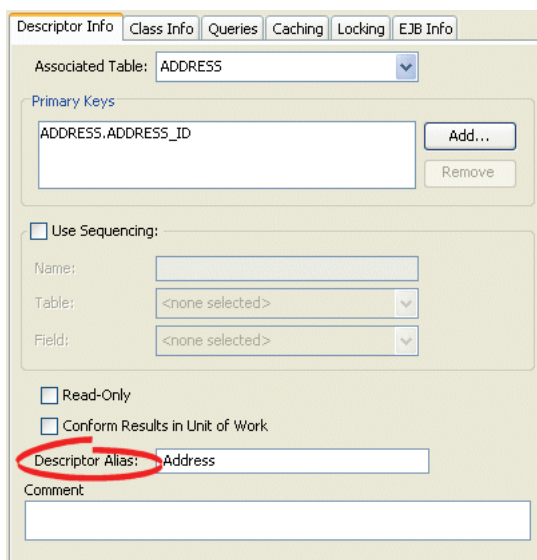 Descriptor Info Class Info Queries Caching Locking EJB Info
Associated Table: ADDRESS
Primary Keys
ADDRESS.ADDRESS_ID
Add...
Remove
Use Sequencing:
Name:
Table: <none selected>
Field: <none selected>
Read-Only
Conform Results in Unit of Work
Descriptor Alias: Address
Comment